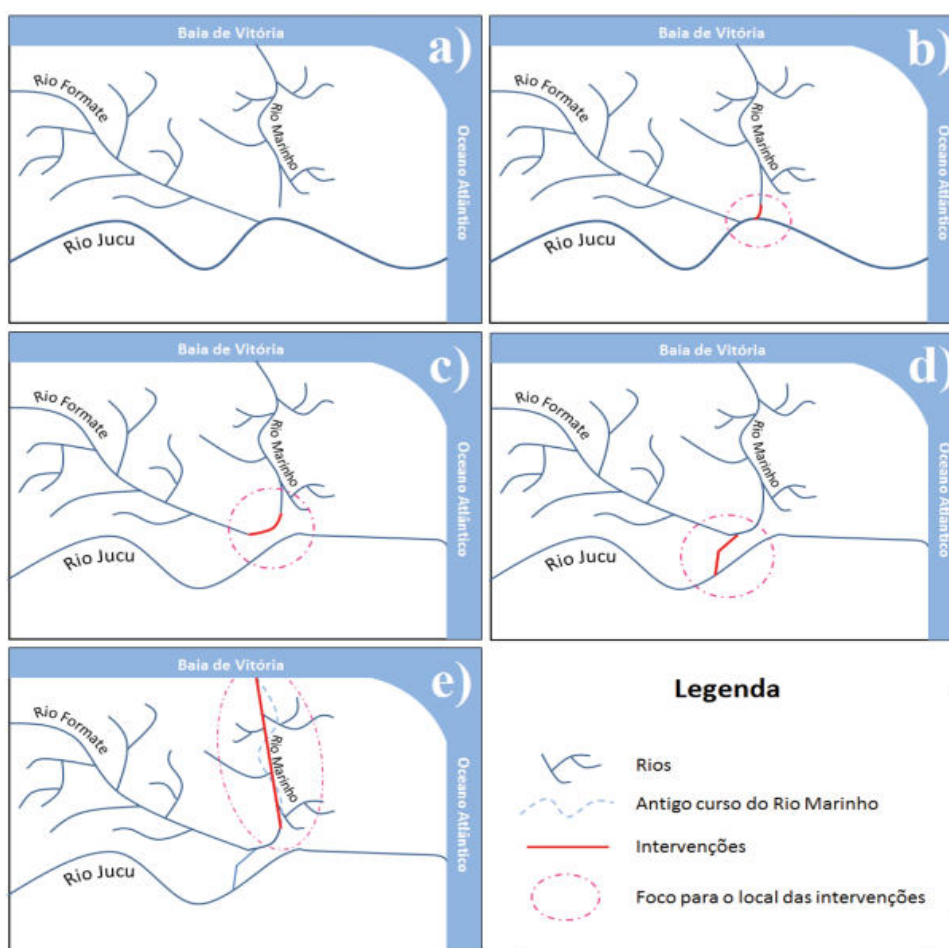 Baia de Vitória
a)
Rio Formate
Rio Marinho
Rio Jucu
Oceano Atlântico
Baia de Vitória
b)
Rio Formate
Rio Marinho
Rio Jucu
Oceano Atlântico
Baia de Vitória
c)
Rio Formate
Rio Marinho
Rio Jucu
Oceano Atlântico
Baia de Vitória
d)
Rio Formate
Rio Marinho
Rio Jucu
Oceano Atlântico
Baia de Vitória
e)
Rio Formate
Rio Marinho
Rio Jucu
Oceano Atlântico
Legenda
Rios
Antigo curso do Rio Marinho
Intervenções
Foco para o local das intervenções